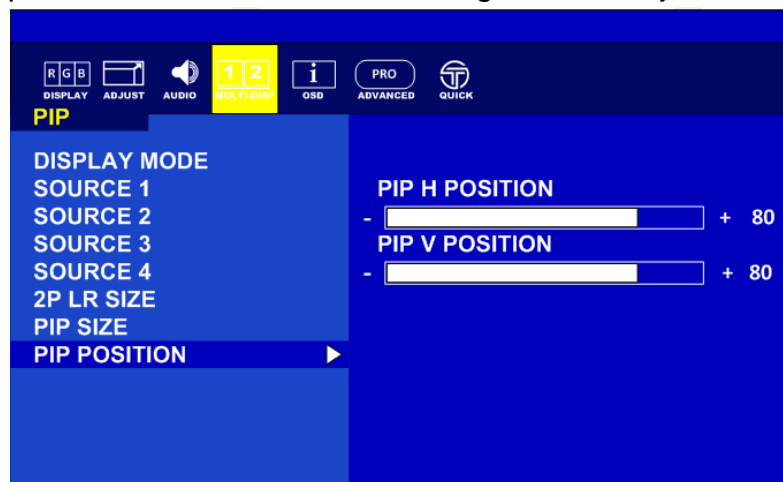 R G B 1 2 i PRO T
DISPLAY ADJUST AUDIO MULTI-DISP OSD ADVANCED QUICK
PIP
DISPLAY MODE
SOURCE 1
SOURCE 2
SOURCE 3
SOURCE 4
2P LR SIZE
PIP SIZE
PIP POSITION
PIP H POSITION
- + 80
PIP V POSITION
- + 80